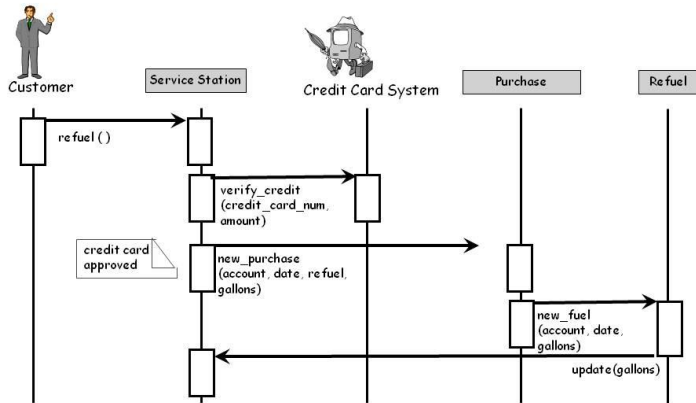 Customer
Service Station
Credit Card System
Purchase
Refuel
refuel ( )
verify_credit
(credit_card_num,
amount)
credit card
approved
new_purchase
(account, date, refuel,
gallons)
new_fuel
(account, date,
gallons)
update(gallons)